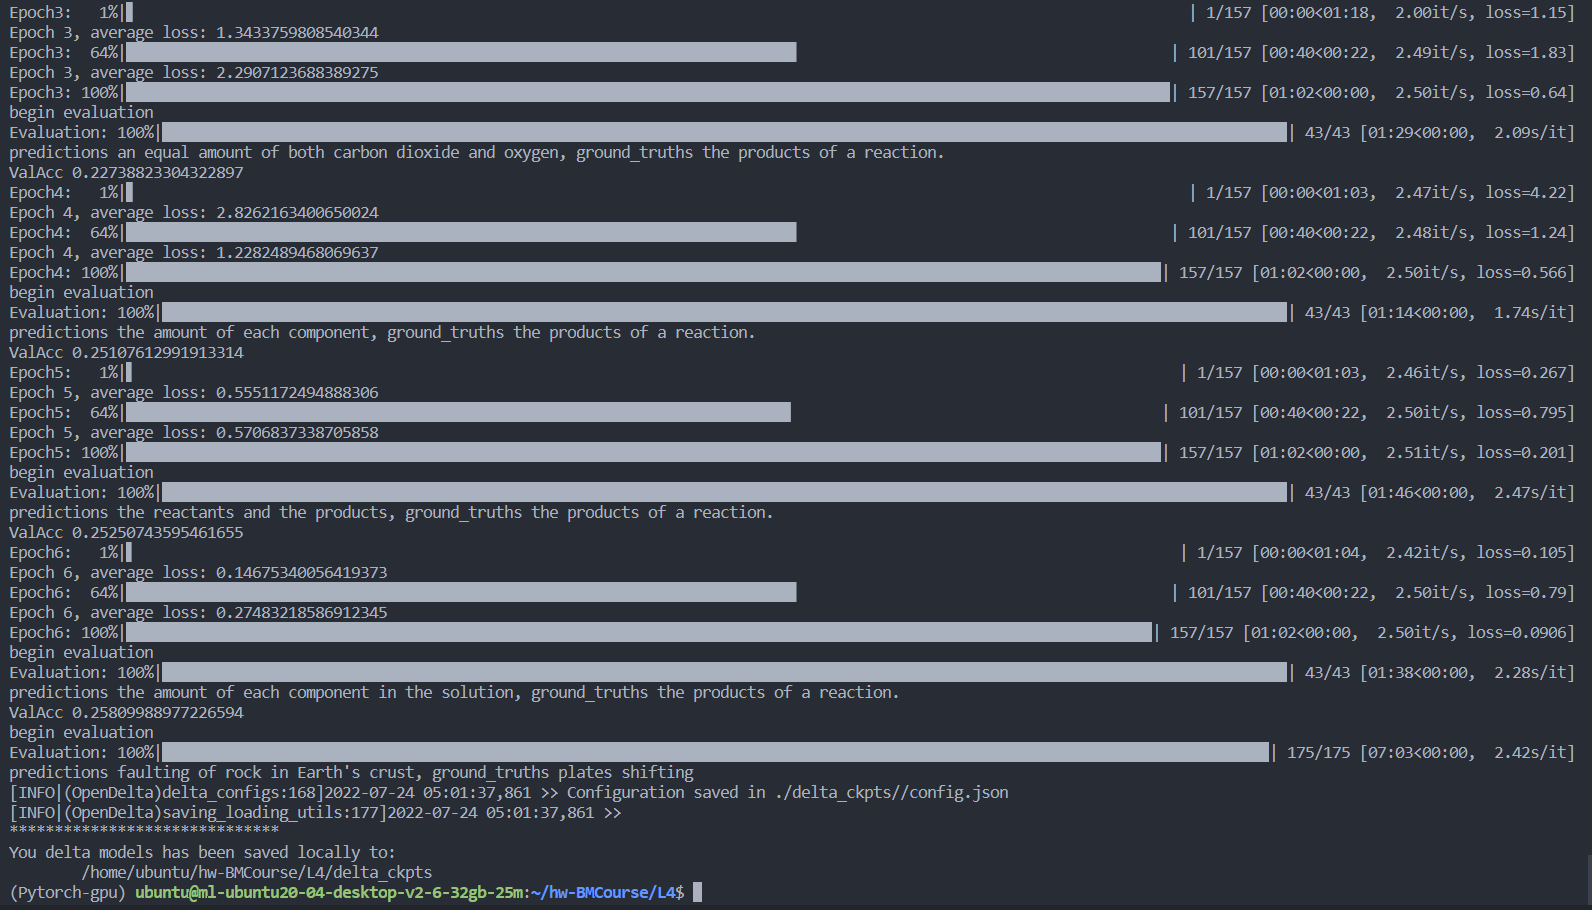 Epoch3:   1%|| 1/157 [00:00<01:18,  2.00it/s, loss=1.15]
Epoch 3, average loss: 1.3433759808540344
Epoch3:  64%|| 101/157 [00:40<00:22,  2.49it/s, loss=1.83]
Epoch 3, average loss: 2.2907123688389275
Epoch3: 100%|| 157/157 [01:02<00:00,  2.50it/s, loss=0.64]
begin evaluation
Evaluation: 100%|| 43/43 [01:29<00:00,  2.09s/it]
predictions an equal amount of both carbon dioxide and oxygen, ground_truths the products of a reaction.
ValAcc 0.22738823304322897
Epoch4:   1%|| 1/157 [00:00<01:03,  2.47it/s, loss=4.22]
Epoch 4, average loss: 2.8262163400650024
Epoch4:  64%|| 101/157 [00:40<00:22,  2.48it/s, loss=1.24]
Epoch 4, average loss: 1.2282489468069637
Epoch4: 100%|| 157/157 [01:02<00:00,  2.50it/s, loss=0.566]
begin evaluation
Evaluation: 100%|| 43/43 [01:14<00:00,  1.74s/it]
predictions the amount of each component, ground_truths the products of a reaction.
ValAcc 0.25107612991913314
Epoch5:   1%|| 1/157 [00:00<01:03,  2.46it/s, loss=0.267]
Epoch 5, average loss: 0.5551172494888306
Epoch5:  64%|| 101/157 [00:40<00:22,  2.50it/s, loss=0.795]
Epoch 5, average loss: 0.5706837338705858
Epoch5: 100%|| 157/157 [01:02<00:00,  2.51it/s, loss=0.201]
begin evaluation
Evaluation: 100%|| 43/43 [01:46<00:00,  2.47s/it]
predictions the reactants and the products, ground_truths the products of a reaction.
ValAcc 0.25250743595461655
Epoch6:   1%|| 1/157 [00:00<01:04,  2.42it/s, loss=0.105]
Epoch 6, average loss: 0.14675340056419373
Epoch6:  64%|| 101/157 [00:40<00:22,  2.50it/s, loss=0.79]
Epoch 6, average loss: 0.27483218586912345
Epoch6: 100%|| 157/157 [01:02<00:00,  2.50it/s, loss=0.0906]
begin evaluation
Evaluation: 100%|| 43/43 [01:38<00:00,  2.28s/it]
predictions the amount of each component in the solution, ground_truths the products of a reaction.
ValAcc 0.25809988977226594
begin evaluation
Evaluation: 100%|| 175/175 [07:03<00:00,  2.42s/it]
predictions faulting of rock in Earth's crust, ground_truths plates shifting
[INFO|(OpenDelta)delta_configs:168]2022-07-24 05:01:37,861 >> Configuration saved in ./delta_ckpts//config.json
[INFO|(OpenDelta)saving_loading_utils:177]2022-07-24 05:01:37,861 >>
******************************
You delta models has been saved locally to:
/home/ubuntu/hw-BMCourse/L4/delta_ckpts
(Pytorch-gpu) ubuntu@ml-ubuntu20-04-desktop-v2-6-32gb-25m:~/hw-BMCourse/L4$